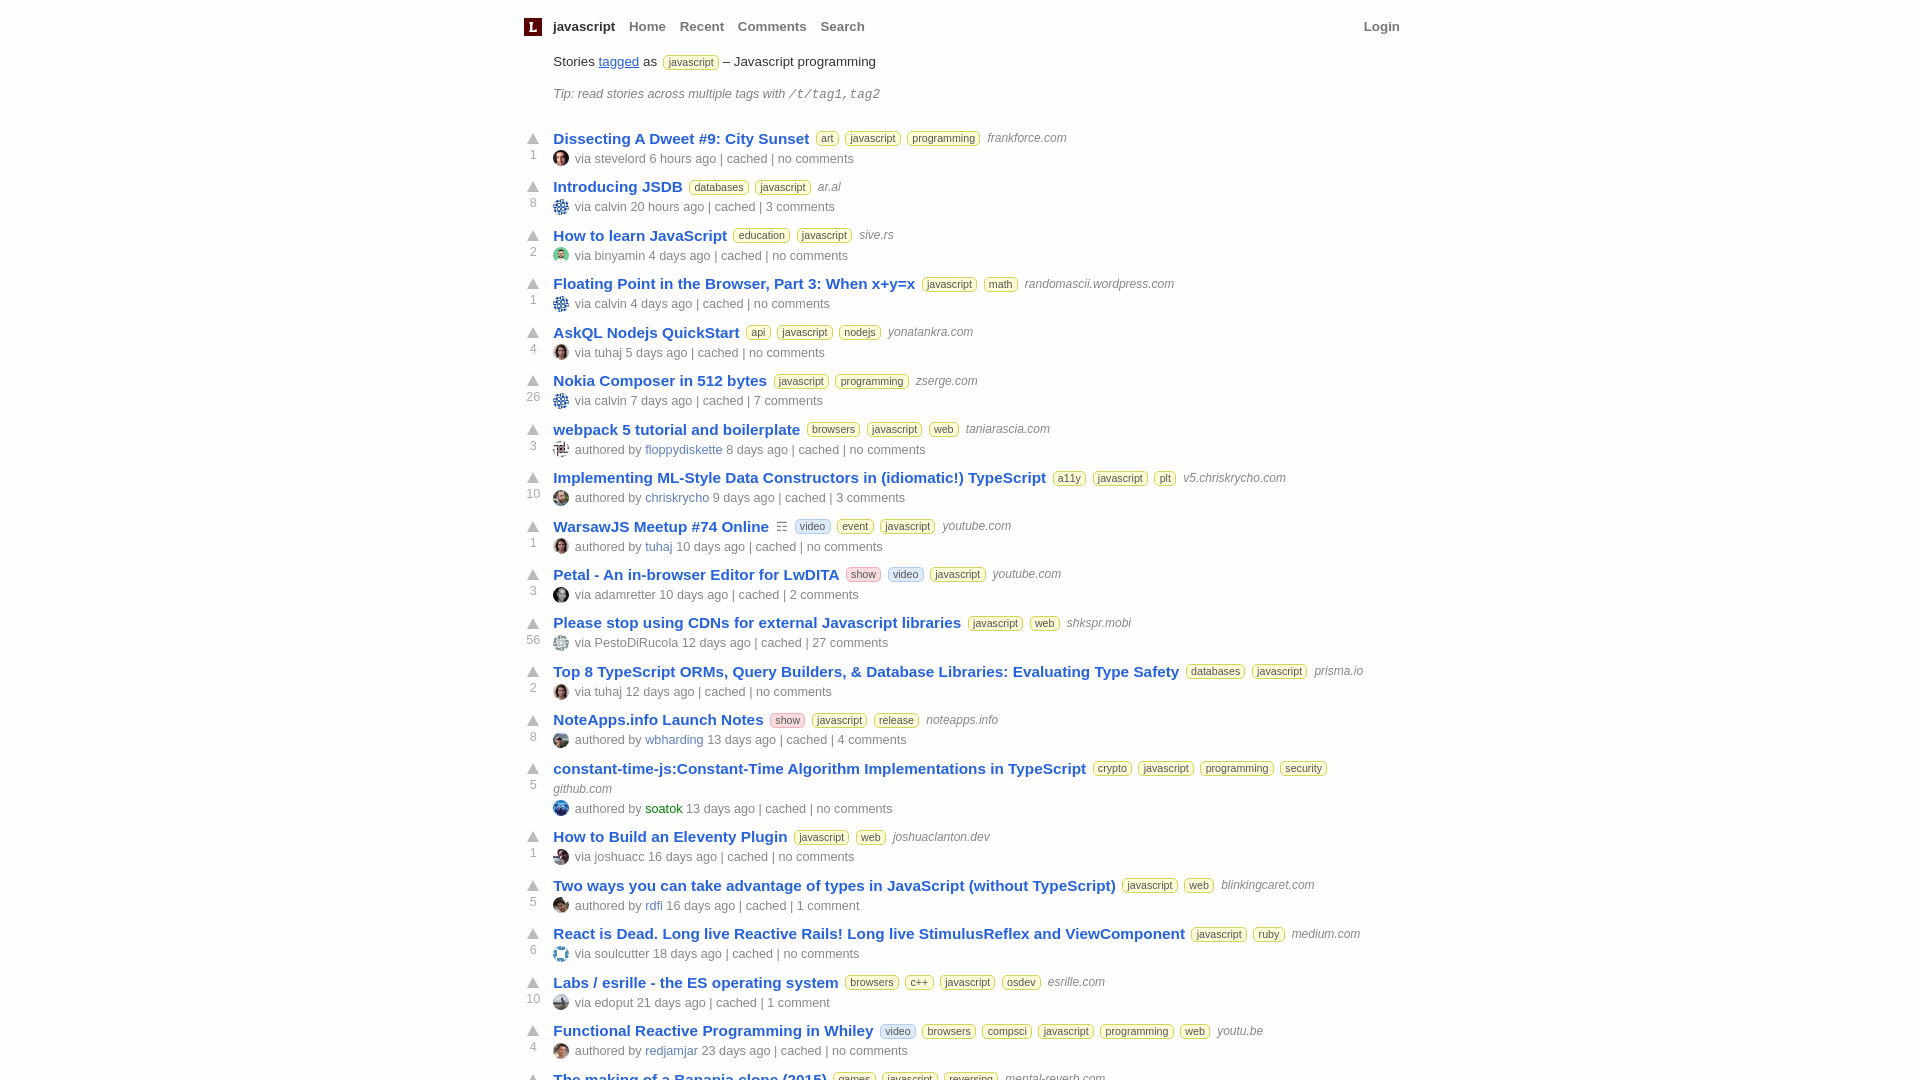 L javascript Home Recent Comments Search Login
Stories tagged as javascript – Javascript programming
Tip: read stories across multiple tags with /t/tag1,tag2
Dissecting A Dweet #9: City Sunset art javascript programming frankforce.com
1 via stevelord 6 hours ago | cached | no comments
Introducing JSDB databases javascript ar.al
8 via calvin 20 hours ago | cached | 3 comments
How to learn JavaScript education javascript sive.rs
2 via binyamin 4 days ago | cached | no comments
Floating Point in the Browser, Part 3: When x+y=x javascript math randomascii.wordpress.com
1 via calvin 4 days ago | cached | no comments
AskQL Nodejs QuickStart api javascript nodejs yonatankra.com
4 via tuhaj 5 days ago | cached | no comments
Nokia Composer in 512 bytes javascript programming zserge.com
26 via calvin 7 days ago | cached | 7 comments
webpack 5 tutorial and boilerplate browsers javascript web taniarascia.com
3 authored by floppydiskette 8 days ago | cached | no comments
Implementing ML-Style Data Constructors in (idiomatic!) TypeScript a11y javascript plt v5.chriskrycho.com
10 authored by chriskrycho 9 days ago | cached | 3 comments
WarsawJS Meetup #74 Online ☶ video event javascript youtube.com
1 authored by tuhaj 10 days ago | cached | no comments
Petal - An in-browser Editor for LwDITA show video javascript youtube.com
3 via adamretter 10 days ago | cached | 2 comments
Please stop using CDNs for external Javascript libraries javascript web shkspr.mobi
56 via PestoDiRucola 12 days ago | cached | 27 comments
Top 8 TypeScript ORMs, Query Builders, & Database Libraries: Evaluating Type Safety databases javascript prisma.io
2 via tuhaj 12 days ago | cached | no comments
NoteApps.info Launch Notes show javascript release noteapps.info
8 authored by wbharding 13 days ago | cached | 4 comments
constant-time-js:Constant-Time Algorithm Implementations in TypeScript crypto javascript programming security
5 github.com
authored by soatok 13 days ago | cached | no comments
How to Build an Eleventy Plugin javascript web joshuaclanton.dev
1 via joshuacc 16 days ago | cached | no comments
Two ways you can take advantage of types in JavaScript (without TypeScript) javascript web blinkingcaret.com
5 authored by rdfi 16 days ago | cached | 1 comment
React is Dead. Long live Reactive Rails! Long live StimulusReflex and ViewComponent javascript ruby medium.com
6 via soulcutter 18 days ago | cached | no comments
Labs / esrille - the ES operating system browsers c++ javascript osdev esrille.com
10 via edoput 21 days ago | cached | 1 comment
Functional Reactive Programming in Whiley video browsers compsci javascript programming web youtu.be
4 authored by redjamjar 23 days ago | cached | no comments
The making of a Banania clone (2015) games javascript reversing mental-reverb.com